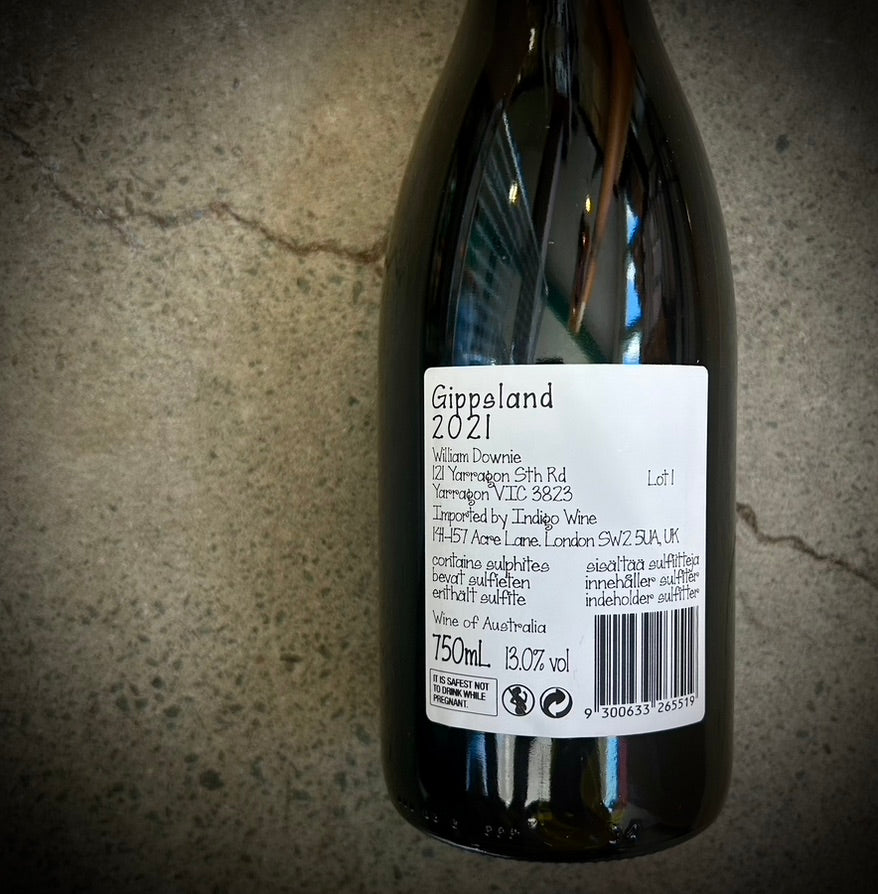 Gippsland
2021
William Downie
121 Yarragon Sth Rd
Lot 1
Yarragon VIC 3823
Imported by Indigo Wine
141-157 Acre Lane. London SW2 5UA, UK
contains sulphites
bevat sulfieten
enthält sulfite
sisältää sulfiitteja
innehåller sulfiter
indeholder sulfitter
Wine of Australia
750mL 13.0% vol
IT IS SAFEST NOT
TO DRINK WHILE
PREGNANT.
9 300633 265519